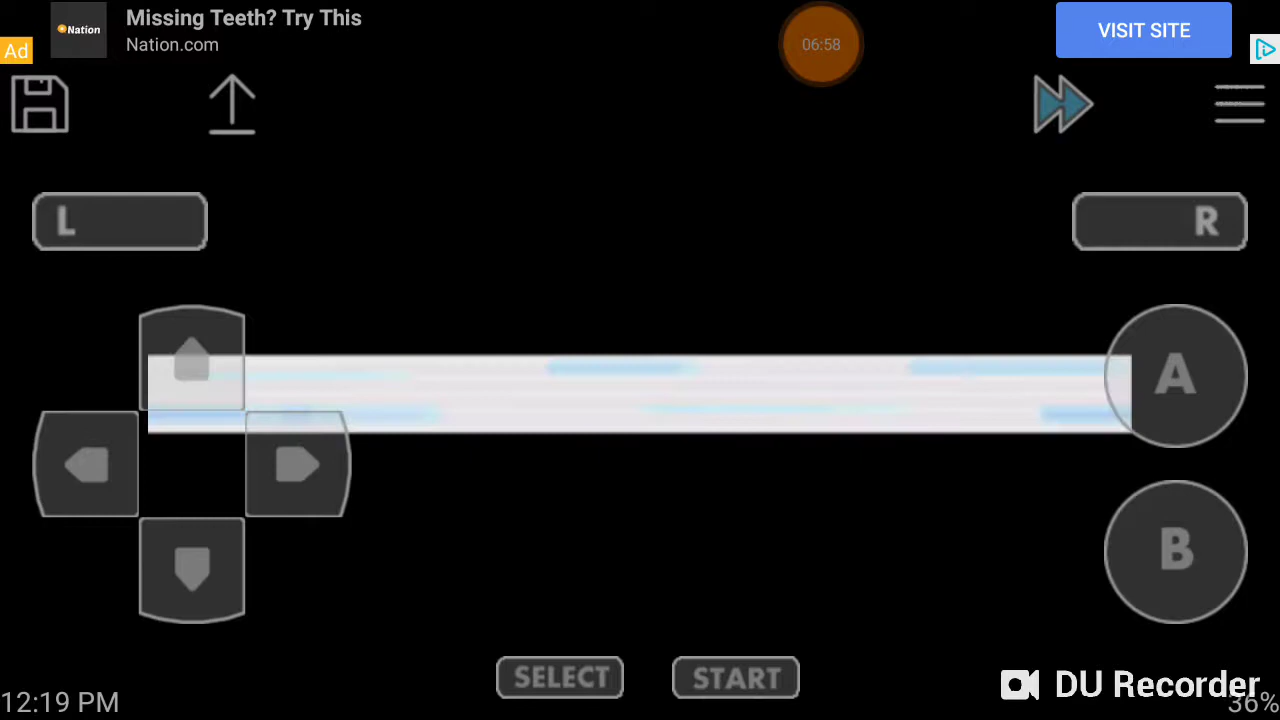 Missing Teeth? Try This
Nation.com
Nation
Ad
06:58
VISIT SITE
L
R
A
B
SELECT
START
DU Recorder
12:19 PM
36%